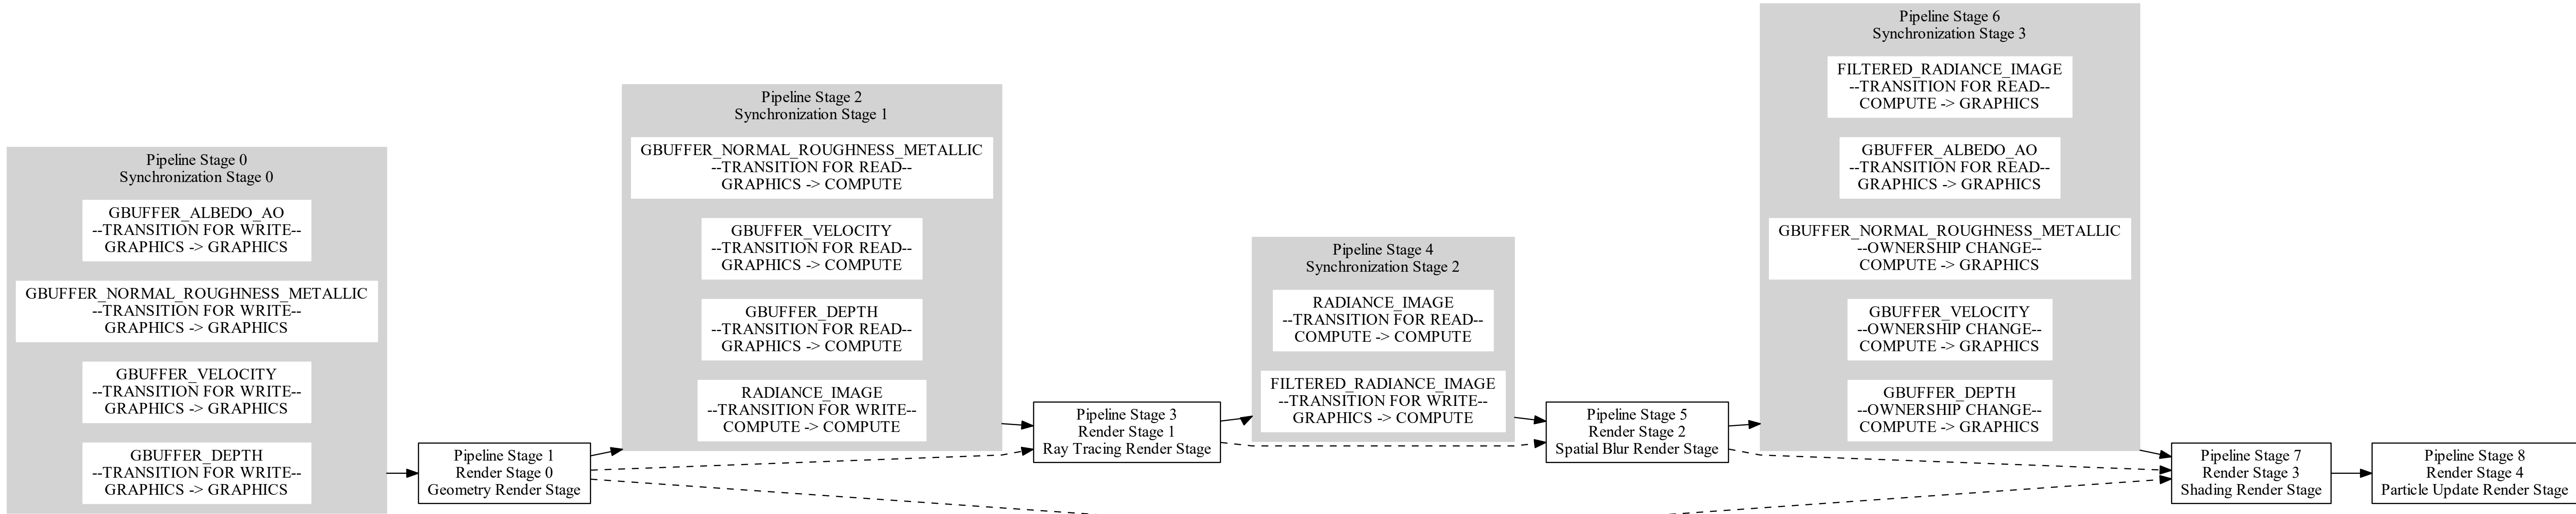 Pipeline Stage 0
Synchronization Stage 0
GBUFFER_ALBEDO_AO
--TRANSITION FOR WRITE--
GRAPHICS -> GRAPHICS
GBUFFER_NORMAL_ROUGHNESS_METALLIC
--TRANSITION FOR WRITE--
GRAPHICS -> GRAPHICS
GBUFFER_VELOCITY
--TRANSITION FOR WRITE--
GRAPHICS -> GRAPHICS
GBUFFER_DEPTH
--TRANSITION FOR WRITE--
GRAPHICS -> GRAPHICS
Pipeline Stage 1
Render Stage 0
Geometry Render Stage
Pipeline Stage 2
Synchronization Stage 1
GBUFFER_NORMAL_ROUGHNESS_METALLIC
--TRANSITION FOR READ--
GRAPHICS -> COMPUTE
GBUFFER_VELOCITY
--TRANSITION FOR READ--
GRAPHICS -> COMPUTE
GBUFFER_DEPTH
--TRANSITION FOR READ--
GRAPHICS -> COMPUTE
RADIANCE_IMAGE
--TRANSITION FOR WRITE--
COMPUTE -> COMPUTE
Pipeline Stage 3
Render Stage 1
Ray Tracing Render Stage
Pipeline Stage 4
Synchronization Stage 2
RADIANCE_IMAGE
--TRANSITION FOR READ--
COMPUTE -> COMPUTE
FILTERED_RADIANCE_IMAGE
--TRANSITION FOR WRITE--
GRAPHICS -> COMPUTE
Pipeline Stage 5
Render Stage 2
Spatial Blur Render Stage
Pipeline Stage 6
Synchronization Stage 3
FILTERED_RADIANCE_IMAGE
--TRANSITION FOR READ--
COMPUTE -> GRAPHICS
GBUFFER_ALBEDO_AO
--TRANSITION FOR READ--
GRAPHICS -> GRAPHICS
GBUFFER_NORMAL_ROUGHNESS_METALLIC
--OWNERSHIP CHANGE--
COMPUTE -> GRAPHICS
GBUFFER_VELOCITY
--OWNERSHIP CHANGE--
COMPUTE -> GRAPHICS
GBUFFER_DEPTH
--OWNERSHIP CHANGE--
COMPUTE -> GRAPHICS
Pipeline Stage 7
Render Stage 3
Shading Render Stage
Pipeline Stage 8
Render Stage 4
Particle Update Render Stage